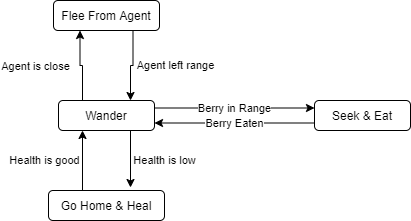 Flee From Agent
Agent is close
Agent left range
Wander
Berry in Range
Berry Eaten
Seek & Eat
Health is good
Health is low
Go Home & Heal